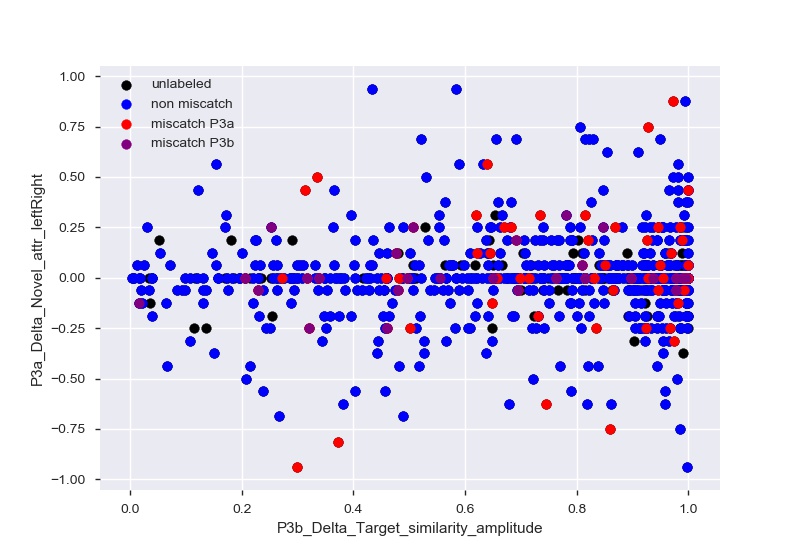 1.00
0.75
0.50
0.25
0.00
−0.25
−0.50
−0.75
−1.00
P3a_Delta_Novel_attr_leftRight
unlabeled
non miscatch
miscatch P3a
miscatch P3b
0.0 0.2 0.4 0.6 0.8 1.0
P3b_Delta_Target_similarity_amplitude